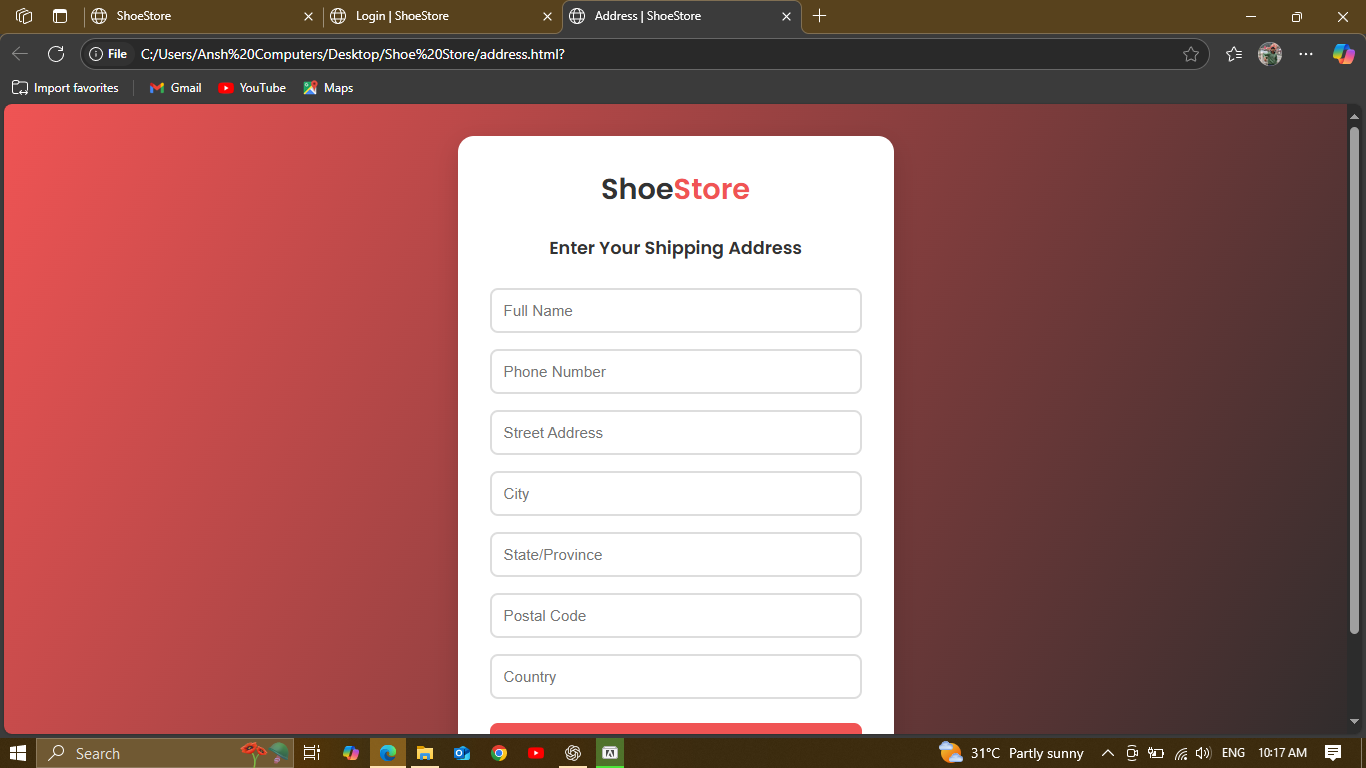 ShoeStore
Login | ShoeStore
Address | ShoeStore
File
C:/Users/Ansh%20Computers/Desktop/Shoe%20Store/address.html?
Import favorites
Gmail
YouTube
Maps
ShoeStore
Enter Your Shipping Address
Full Name
Phone Number
Street Address
City
State/Province
Postal Code
Country
Search
31°C Partly sunny
ENG
10:17 AM